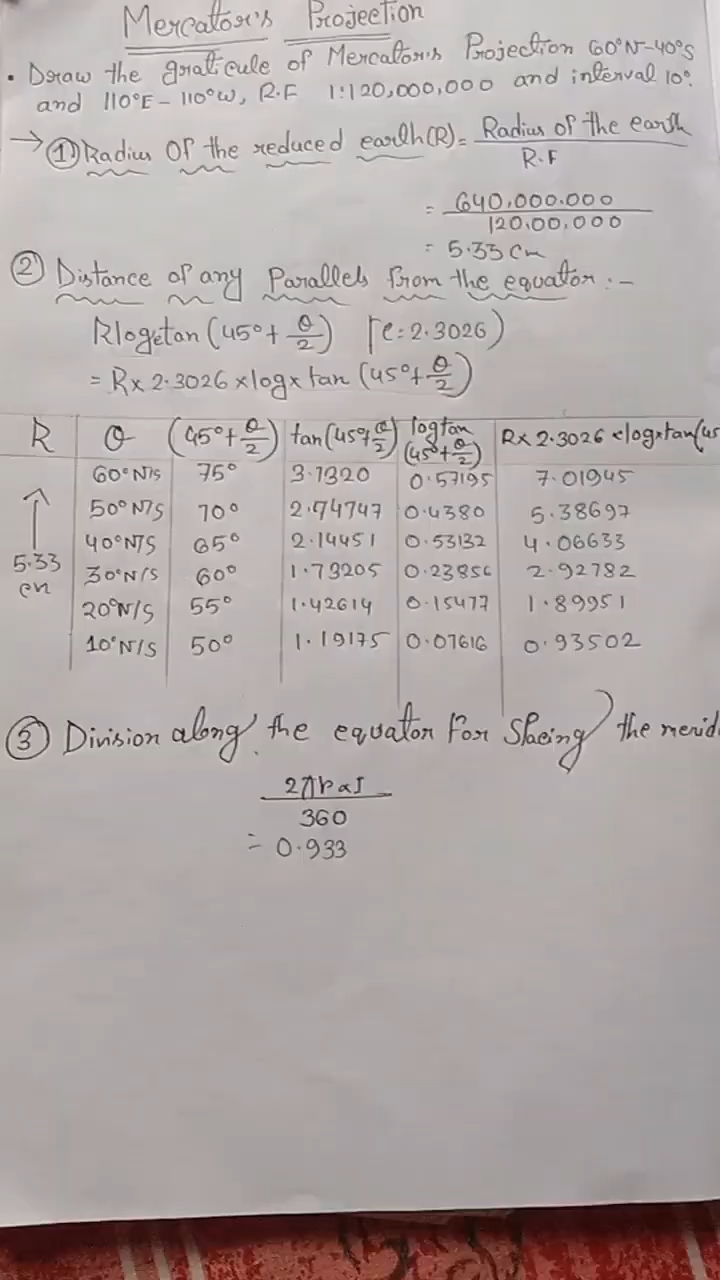 Mercator's Projection
• Draw the graticule of Mercator's Projection 60°N-40°S
and 110°E - 110°W, R.F 1:120,000,000 and interval 10°.
→ ① Radius Of the reduced earth(R) = Radius of the earth
R.F
= 640,000.000
120,00,000
= 5.33 cm
② Distance of any Parallels from the equator :-
Rlogetan (45°+ θ/2) [e = 2.3026)
= R x 2.3026 x log x tan (45°+ θ/2)
R θ (45°+ θ/2) tan(45°+ θ/2) logtan (45°+ θ/2) Rx 2.3026 xlogxtan(45
60°N/S 75° 3.7320 0.57195 7.01945
50°N/S 70° 2.74747 0.4380 5.38697
40°N/S 65° 2.14451 0.53132 4.06633
5.33 cm 30°N/S 60° 1.73205 0.23856 2.92782
20°N/S 55° 1.42614 0.15477 1.89951
10°N/S 50° 1.19175 0.07616 0.93502
③ Division along the equator for Spacing the merid
2πR x I
360
= 0.933